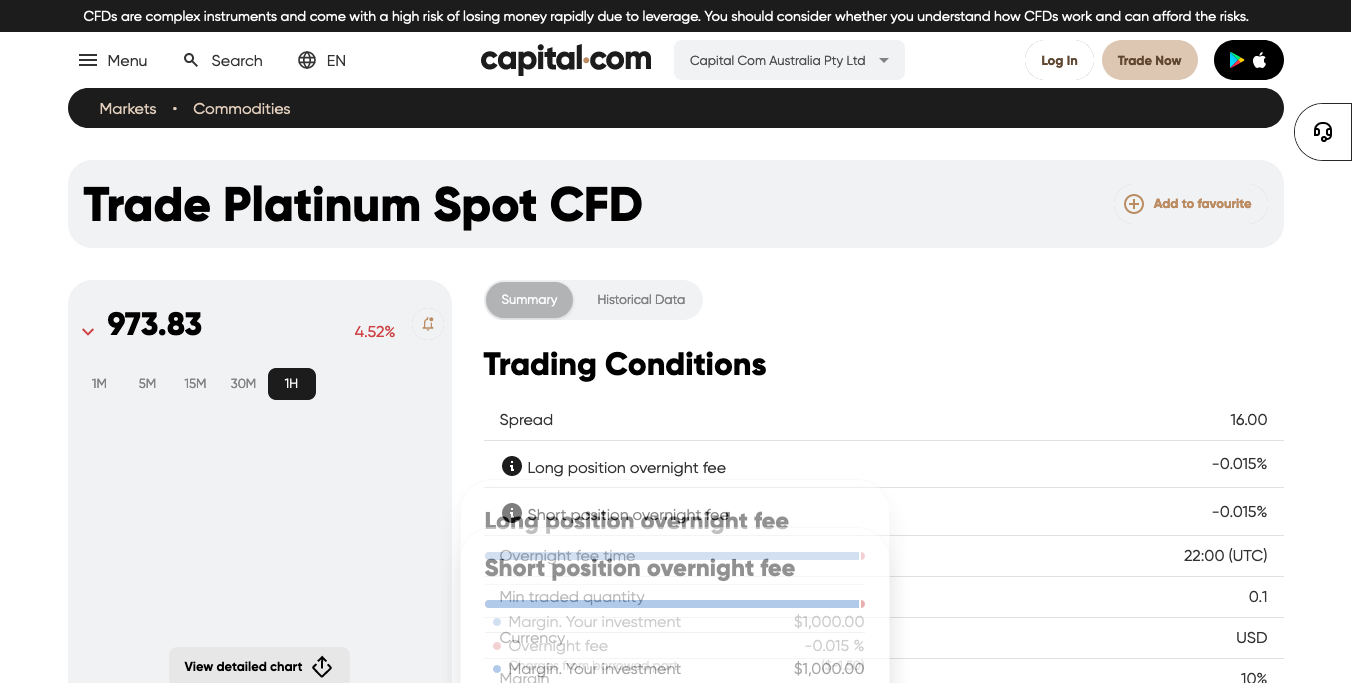 CFDs are complex instruments and come with a high risk of losing money rapidly due to leverage. You should consider whether you understand how CFDs work and can afford the risks.
Menu Search EN capital.com Capital Com Australia Pty Ltd Log In Trade Now
Markets • Commodities
Trade Platinum Spot CFD
Add to favourite
973.83
4.52%
1M 5M 15M 30M 1H
View detailed chart
Summary Historical Data
Trading Conditions
Spread 16.00
Long position overnight fee -0.015%
Short position overnight fee -0.015%
Long position overnight fee
Overnight fee time 22:00 (UTC)
Short position overnight fee
Min traded quantity 0.1
Margin. Your investment $1,000.00
Currency USD
Overnight fee -0.015 %
Margin. Your investment $1,000.00
Margin 10%